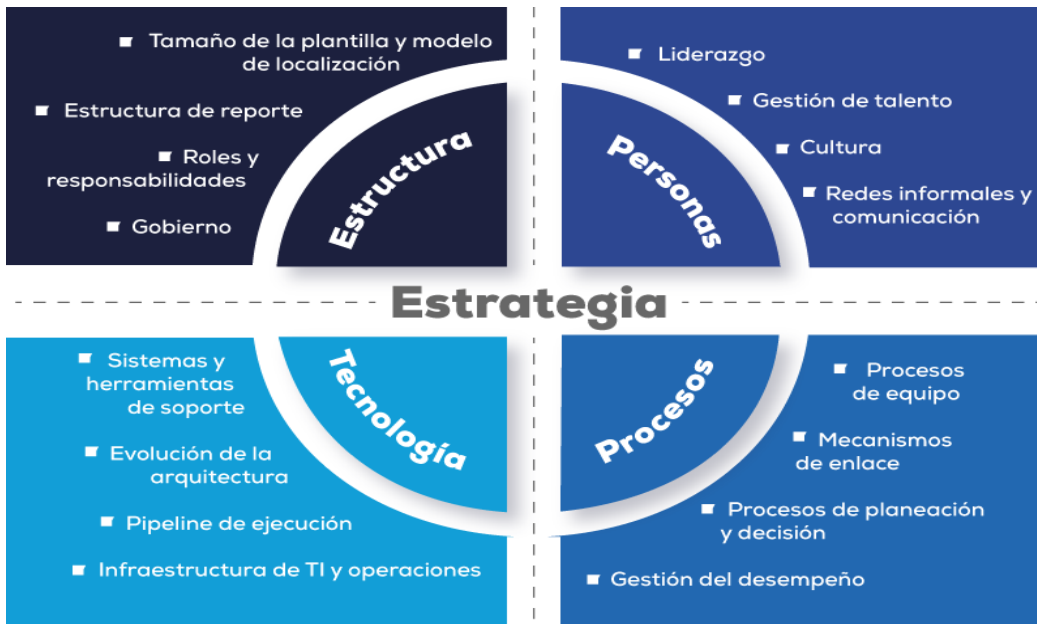 Tamaño de la plantilla y modelo
de localización
Estructura de reporte
Roles y
responsabilidades
Gobierno
Estructura
Liderazgo
Gestión de talento
Cultura
Redes informales y
comunicación
Personas
Estrategia
Sistemas y
herramientas
de soporte
Evolución de la
arquitectura
Pipeline de ejecución
Infraestructura de TI y operaciones
Tecnología
Procesos
de equipo
Mecanismos
de enlace
Procesos de planeación
y decisión
Gestión del desempeño
Procesos